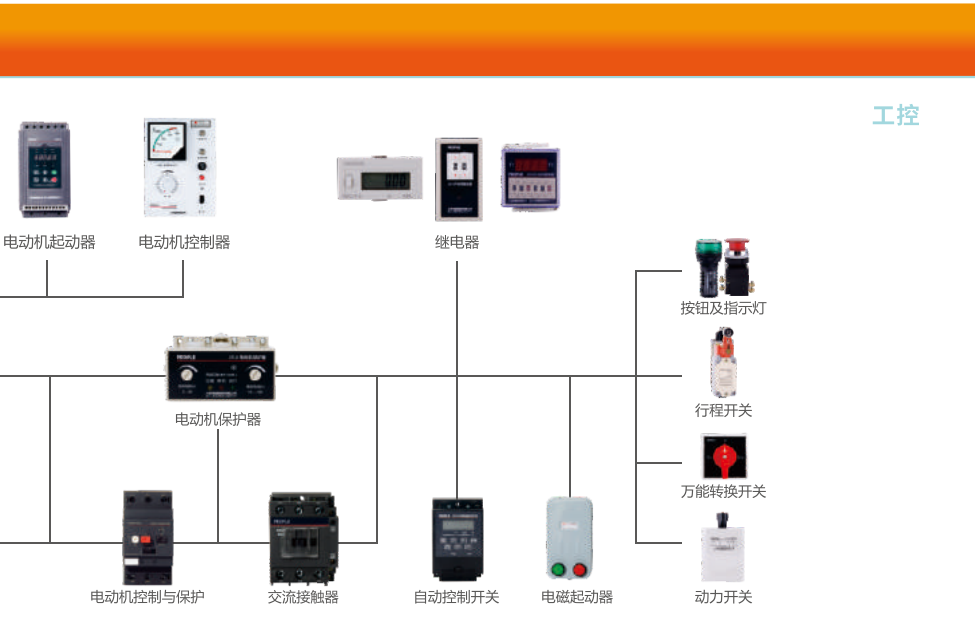 工控
电动机起动器
电动机控制器
继电器
按钮及指示灯
电动机保护器
行程开关
万能转换开关
电动机控制与保护
交流接触器
自动控制开关
电磁起动器
动力开关